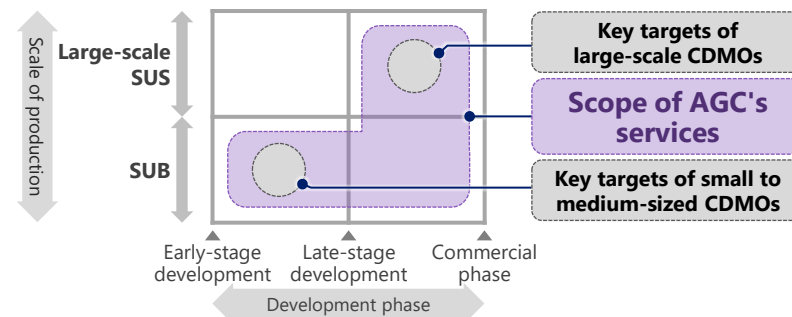 Scale of production
Large-scale
SUS
SUB
Key targets of
large-scale CDMOs
Scope of AGC's
services
Key targets of small to
medium-sized CDMOs
Early-stage
development
Late-stage
development
Commercial
phase
Development phase